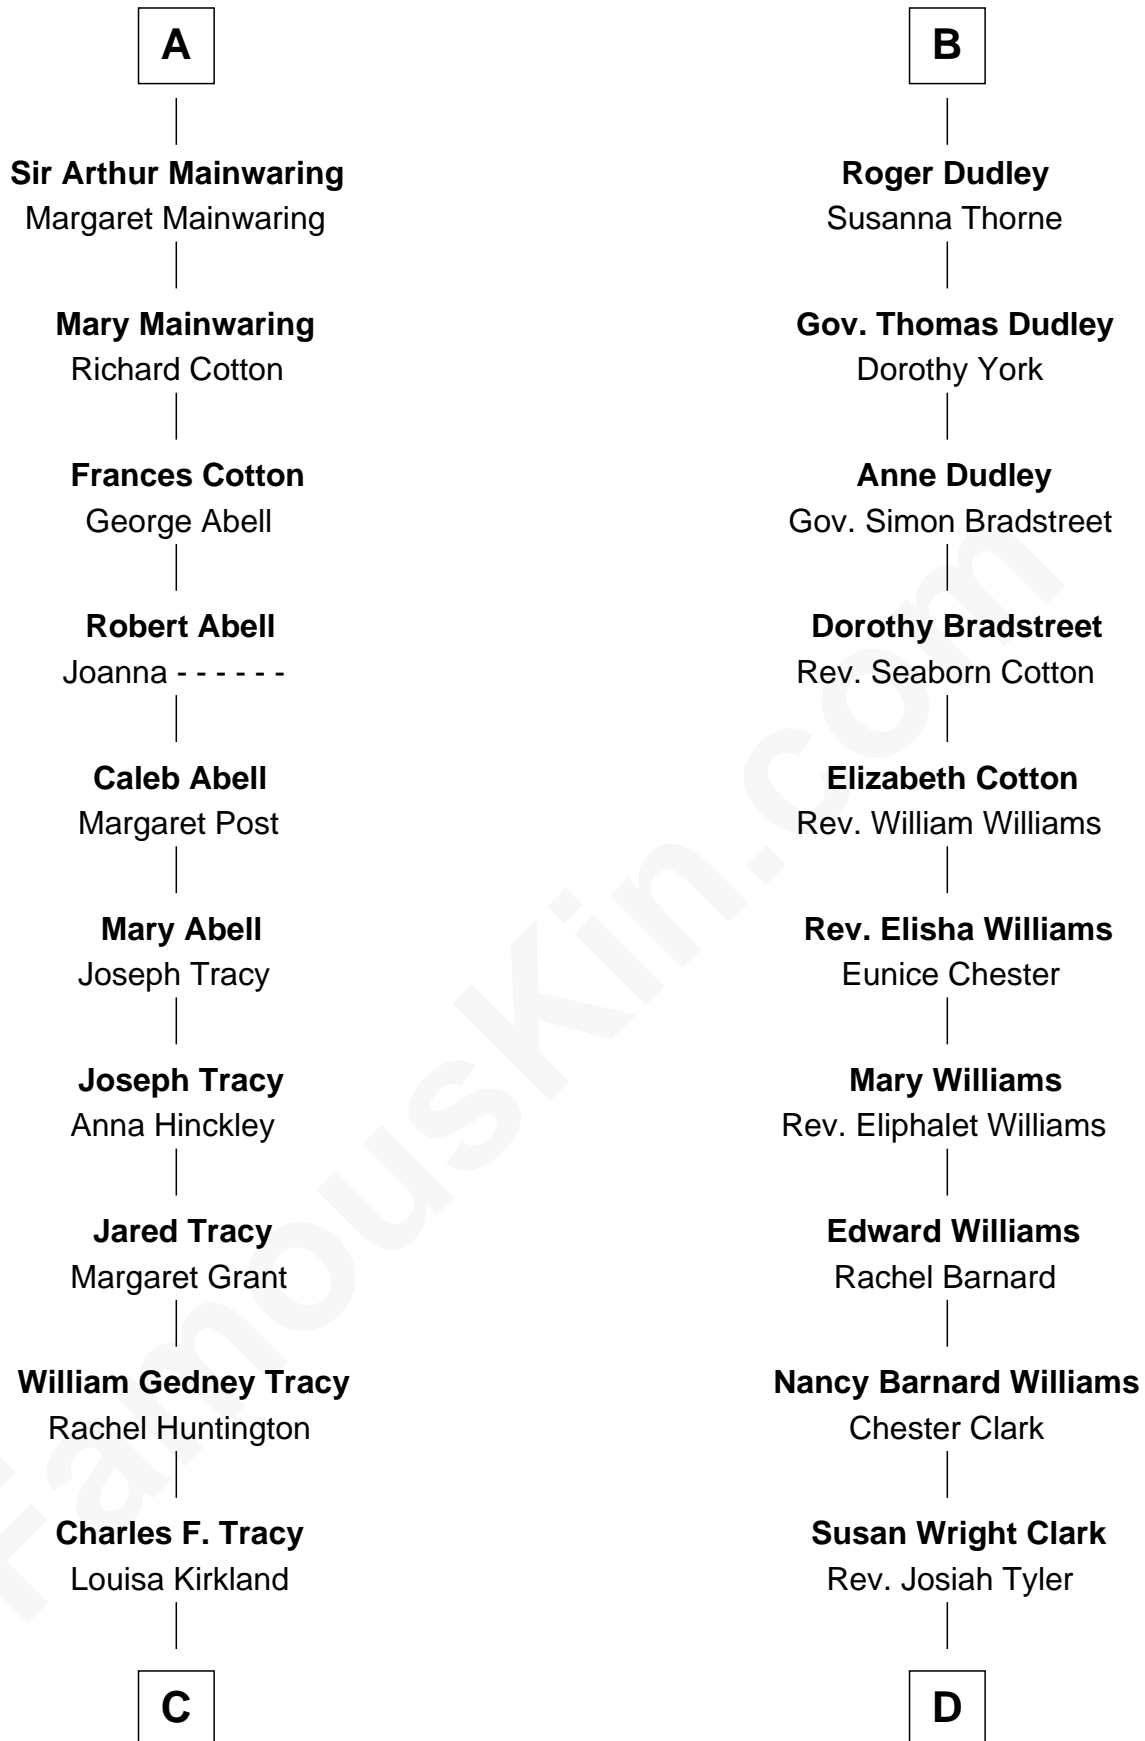 A
Sir Arthur Mainwaring
Margaret Mainwaring
Mary Mainwaring
Richard Cotton
Frances Cotton
George Abell
Robert Abell
Joanna - - - - - -
Caleb Abell
Margaret Post
Mary Abell
Joseph Tracy
Joseph Tracy
Anna Hinckley
Jared Tracy
Margaret Grant
William Gedney Tracy
Rachel Huntington
Charles F. Tracy
Louisa Kirkland
C
B
Roger Dudley
Susanna Thorne
Gov. Thomas Dudley
Dorothy York
Anne Dudley
Gov. Simon Bradstreet
Dorothy Bradstreet
Rev. Seaborn Cotton
Elizabeth Cotton
Rev. William Williams
Rev. Elisha Williams
Eunice Chester
Mary Williams
Rev. Eliphalet Williams
Edward Williams
Rachel Barnard
Nancy Barnard Williams
Chester Clark
Susan Wright Clark
Rev. Josiah Tyler
D
FamousKin.com